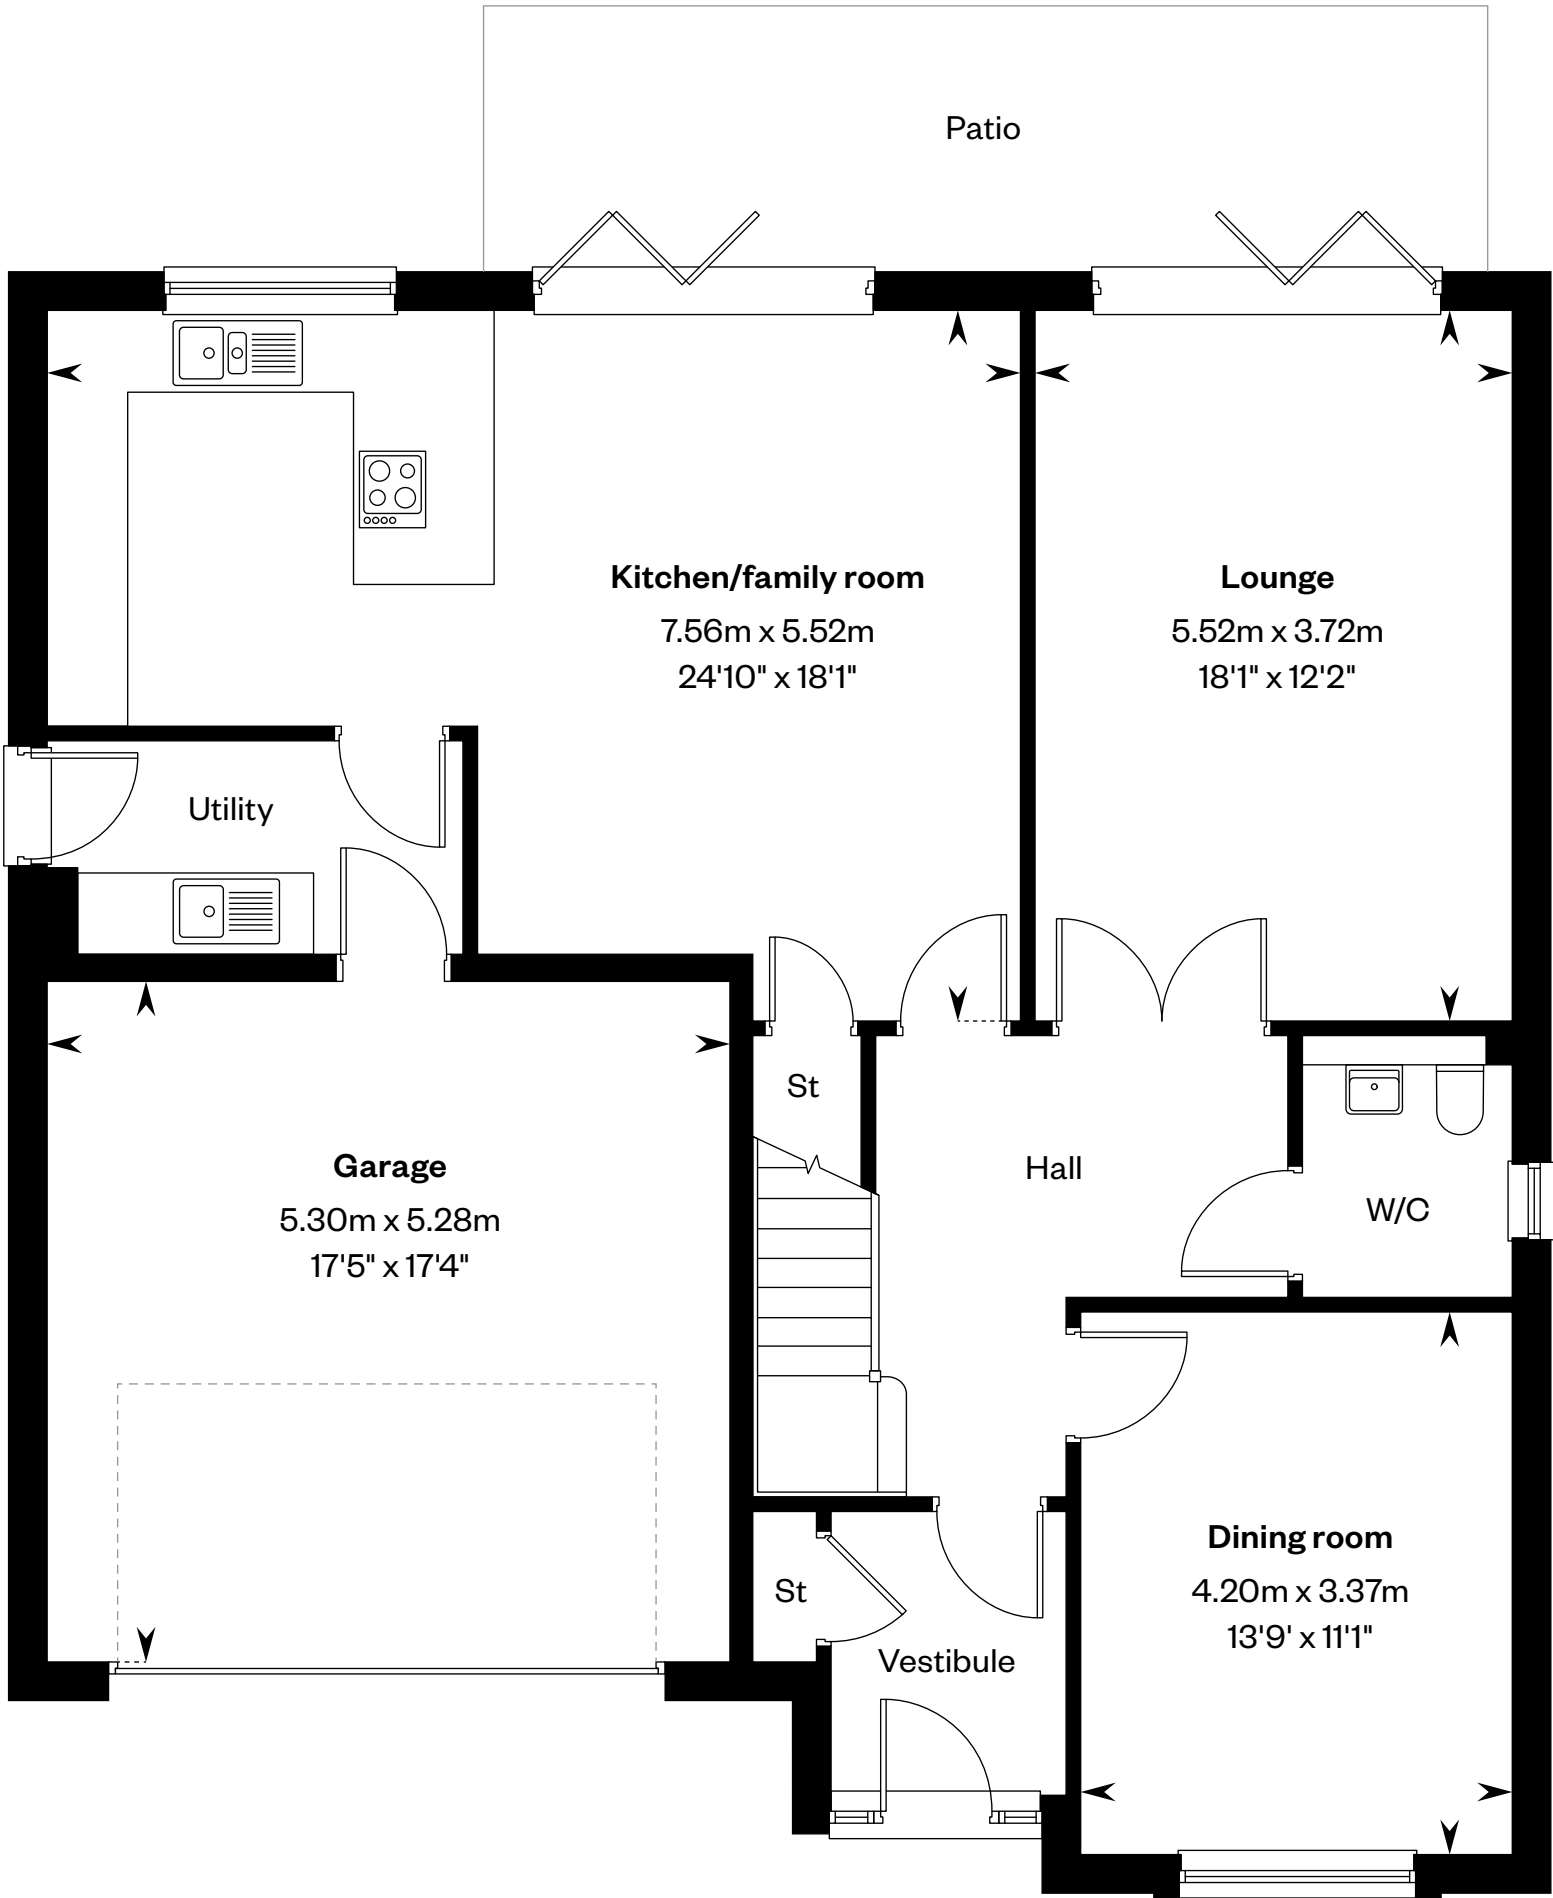 Patio
Kitchen/family room
7.56m x 5.52m
24'10" x 18'1"
Lounge
5.52m x 3.72m
18'1" x 12'2"
Utility
St
Hall
Garage
5.30m x 5.28m
17'5" x 17'4"
W/C
Dining room
4.20m x 3.37m
13'9' x 11'1"
St
Vestibule